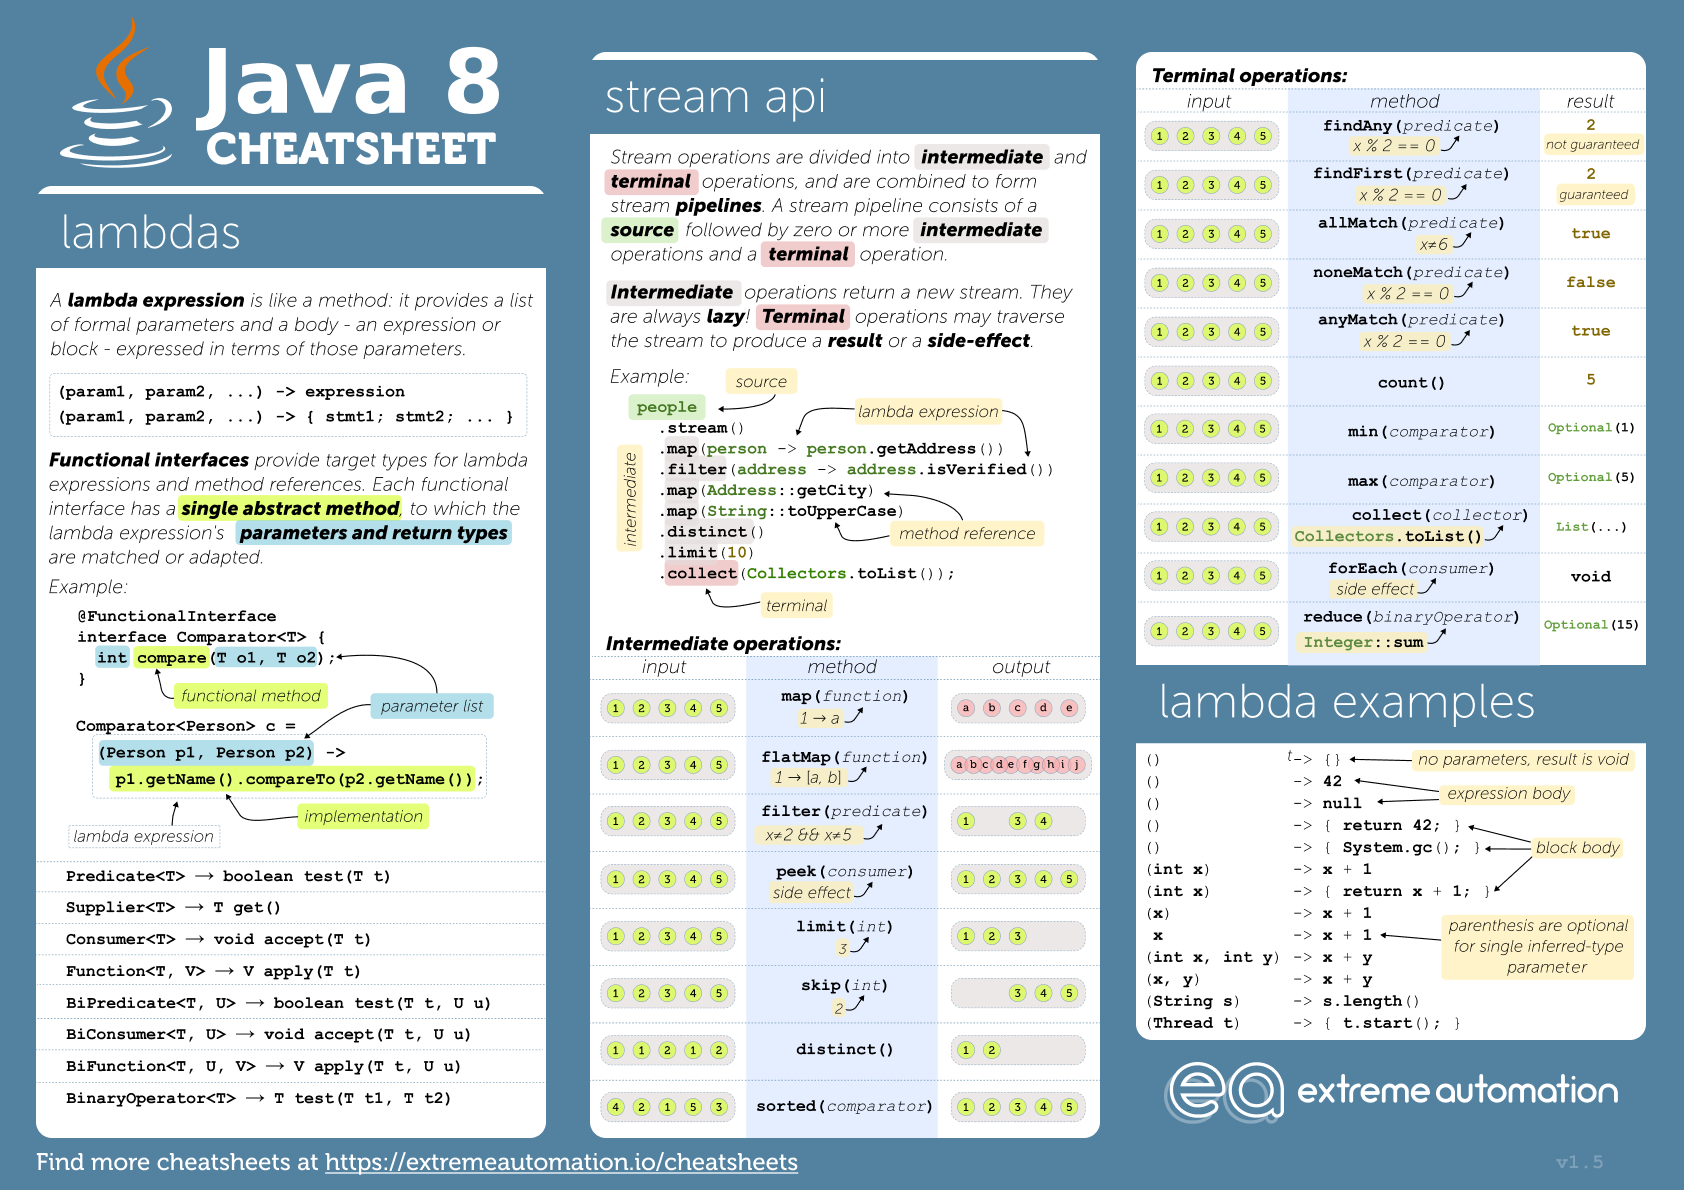 Java 8
CHEATSHEET
lambdas
A lambda expression is like a method: it provides a list
of formal parameters and a body - an expression or
block - expressed in terms of those parameters.
(param1, param2, ...) -> expression
(param1, param2, ...) -> { stmt1; stmt2; ... }
Functional interfaces provide target types for lambda
expressions and method references. Each functional
interface has a single abstract method, to which the
lambda expression's parameters and return types
are matched or adapted.
Example:
@FunctionalInterface
interface Comparator<T> {
int compare(T o1, T o2);
}
functional method
parameter list
Comparator<Person> c =
(Person p1, Person p2) ->
p1.getName().compareTo(p2.getName());
implementation
lambda expression
Predicate<T> → boolean test(T t)
Supplier<T> → T get()
Consumer<T> → void accept(T t)
Function<T, V> → V apply(T t)
BiPredicate<T, U> → boolean test(T t, U u)
BiConsumer<T, U> → void accept(T t, U u)
BiFunction<T, U, V> → V apply(T t, U u)
BinaryOperator<T> → T test(T t1, T t2)
stream api
Stream operations are divided into intermediate and
terminal operations, and are combined to form
stream pipelines. A stream pipeline consists of a
source followed by zero or more intermediate
operations and a terminal operation.
Intermediate operations return a new stream. They
are always lazy! Terminal operations may traverse
the stream to produce a result or a side-effect.
Example:
source
people
lambda expression
.stream()
.map(person -> person.getAddress())
.filter(address -> address.isVerified())
.map(Address::getCity)
.map(String::toUpperCase)
.distinct()
.limit(10)
.collect(Collectors.toList());
intermediate
method reference
terminal
Intermediate operations:
input method output
1 2 3 4 5 map(function) a b c d e
1 → a
1 2 3 4 5 flatMap(function) a b c d e f g h i j
1 → [a, b]
1 2 3 4 5 filter(predicate) 1 3 4
x≠2 && x≠5
1 2 3 4 5 peek(consumer) 1 2 3 4 5
side effect
1 2 3 4 5 limit(int) 1 2 3
3
1 2 3 4 5 skip(int) 3 4 5
2
1 1 2 1 2 distinct() 1 2
4 2 1 5 3 sorted(comparator) 1 2 3 4 5
Terminal operations:
input method result
1 2 3 4 5 findAny(predicate) 2
x % 2 == 0 not guaranteed
1 2 3 4 5 findFirst(predicate) 2
x % 2 == 0 guaranteed
1 2 3 4 5 allMatch(predicate) true
x≠6
1 2 3 4 5 noneMatch(predicate) false
x % 2 == 0
1 2 3 4 5 anyMatch(predicate) true
x % 2 == 0
1 2 3 4 5 count() 5
1 2 3 4 5 min(comparator) Optional(1)
1 2 3 4 5 max(comparator) Optional(5)
1 2 3 4 5 collect(collector) List(...)
Collectors.toList()
1 2 3 4 5 forEach(consumer) void
side effect
1 2 3 4 5 reduce(binaryOperator) Optional(15)
Integer::sum
lambda examples
() t-> {} no parameters, result is void
() -> 42
expression body
() -> null
() -> { return 42; }
() -> { System.gc(); } block body
(int x) -> x + 1
(int x) -> { return x + 1; }
(x) -> x + 1
x -> x + 1
parenthesis are optional
for single inferred-type
parameter
(int x, int y) -> x + y
(x, y) -> x + y
(String s) -> s.length()
(Thread t) -> { t.start(); }
ea extreme automation
Find more cheatsheets at https://extremeautomation.io/cheatsheets
v1.5